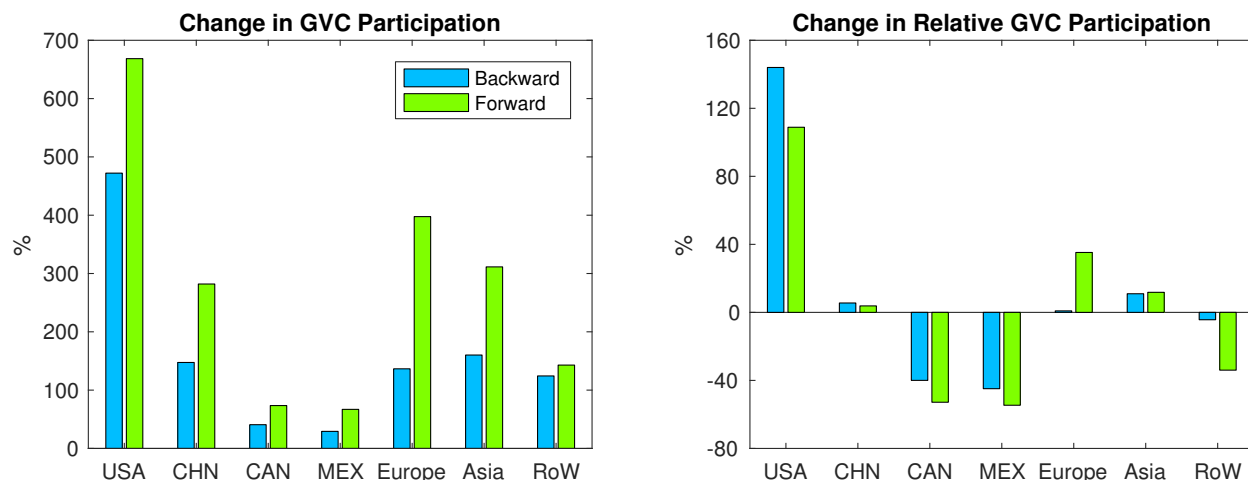 Change in GVC Participation
700
600
500
400
300
200
100
0
%
Backward
Forward
USA CHN CAN MEX Europe Asia RoW
Change in Relative GVC Participation
160
120
80
40
0
-40
-80
%
USA CHN CAN MEX Europe Asia RoW